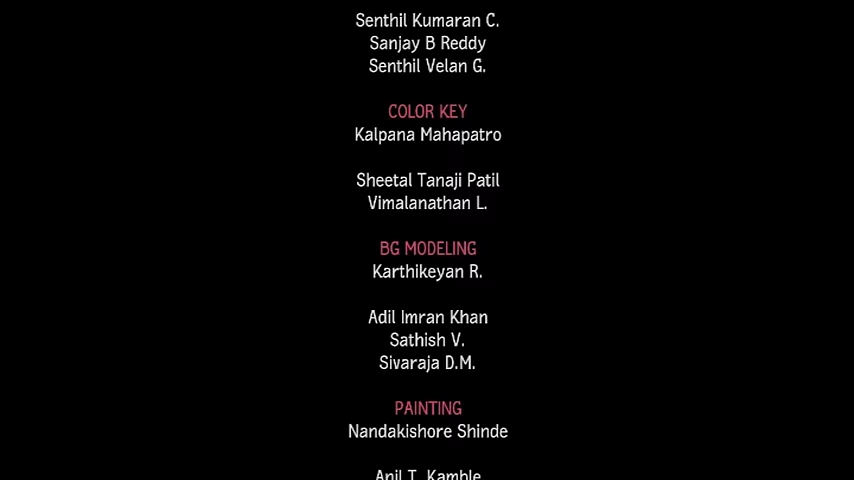 Senthil Kumaran C.
Sanjay B Reddy
Senthil Velan G.
COLOR KEY
Kalpana Mahapatro
Sheetal Tanaji Patil
Vimalanathan L.
BG MODELING
Karthikeyan R.
Adil Imran Khan
Sathish V.
Sivaraja D.M.
PAINTING
Nandakishore Shinde
Anil T. Kamble